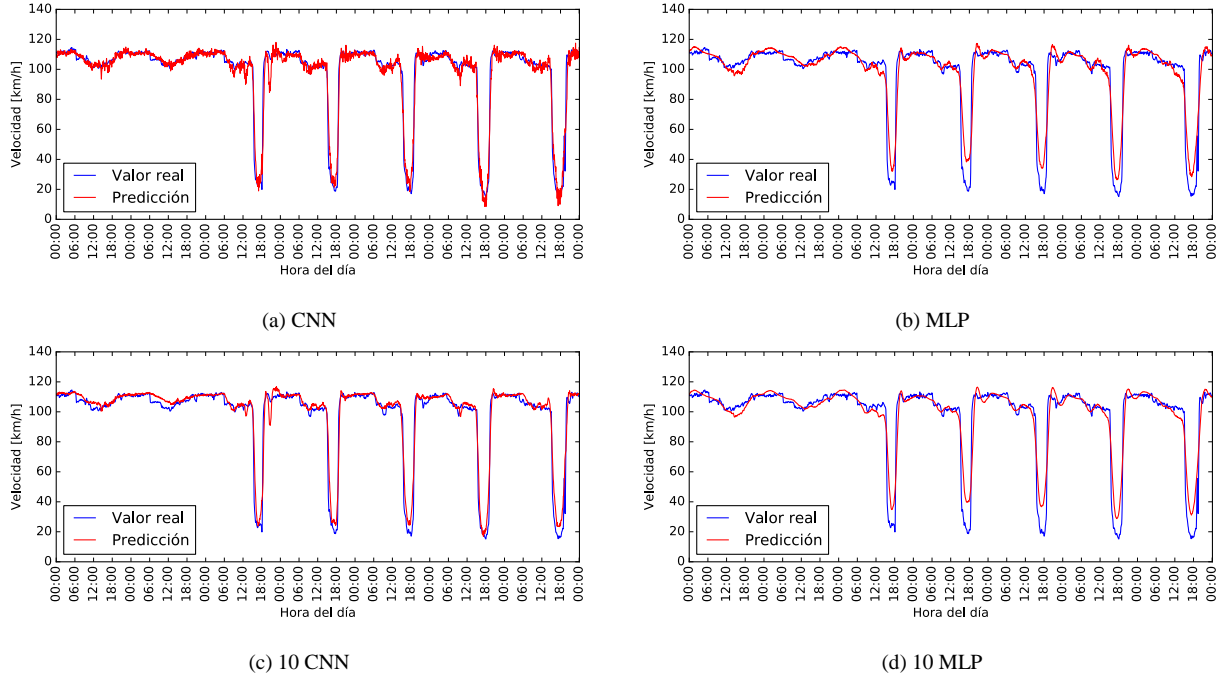 140
120
100
80
60
40
20
0
Velocidad [km/h]
Valor real
Predicción
00:00 06:00 12:00 18:00 00:00 06:00 12:00 18:00 00:00 06:00 12:00 18:00 00:00 06:00 12:00 18:00 00:00 06:00 12:00 18:00 00:00 06:00 12:00 18:00 00:00 06:00 12:00 18:00 00:00
Hora del día
(a) CNN
140
120
100
80
60
40
20
0
Velocidad [km/h]
Valor real
Predicción
00:00 06:00 12:00 18:00 00:00 06:00 12:00 18:00 00:00 06:00 12:00 18:00 00:00 06:00 12:00 18:00 00:00 06:00 12:00 18:00 00:00 06:00 12:00 18:00 00:00 06:00 12:00 18:00 00:00
Hora del día
(b) MLP
140
120
100
80
60
40
20
0
Velocidad [km/h]
Valor real
Predicción
00:00 06:00 12:00 18:00 00:00 06:00 12:00 18:00 00:00 06:00 12:00 18:00 00:00 06:00 12:00 18:00 00:00 06:00 12:00 18:00 00:00 06:00 12:00 18:00 00:00 06:00 12:00 18:00 00:00
Hora del día
(c) 10 CNN
140
120
100
80
60
40
20
0
Velocidad [km/h]
Valor real
Predicción
00:00 06:00 12:00 18:00 00:00 06:00 12:00 18:00 00:00 06:00 12:00 18:00 00:00 06:00 12:00 18:00 00:00 06:00 12:00 18:00 00:00 06:00 12:00 18:00 00:00 06:00 12:00 18:00 00:00
Hora del día
(d) 10 MLP